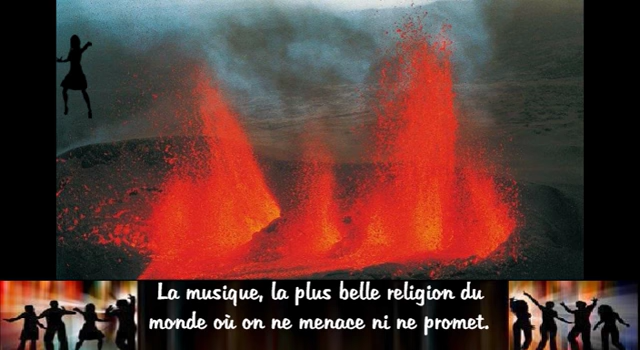 La musique, la plus belle religion du
monde où on ne menace ni ne promet.